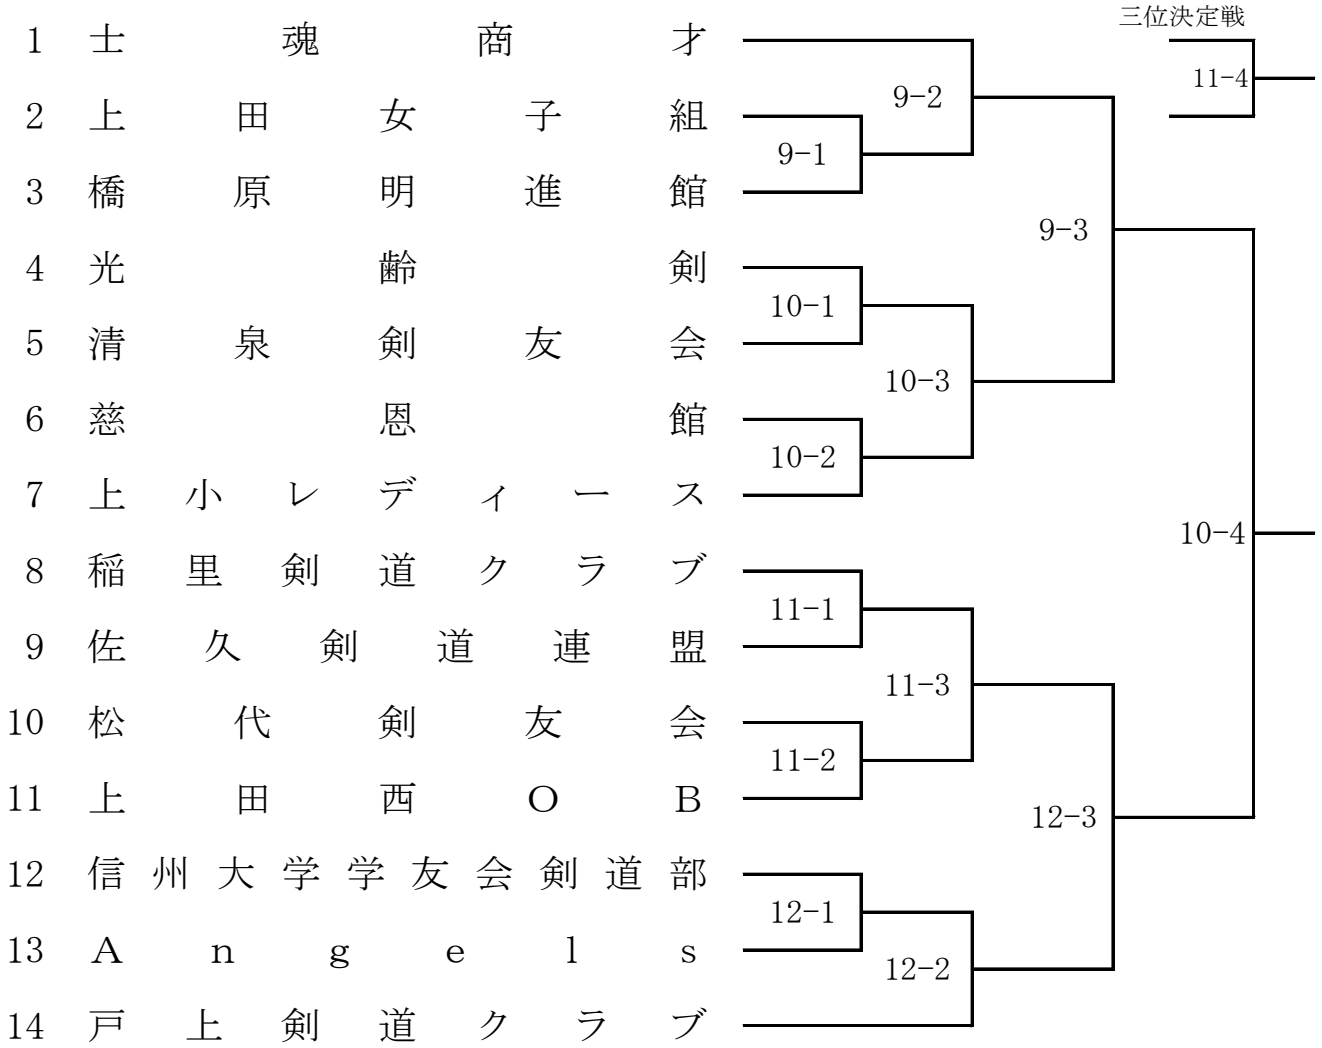 三位決定戦
1 士魂商才
9-2
11-4
2 上田女子組
9-1
3 橋原明進館
9-3
4 光齢剣
10-1
5 清泉剣友会
10-3
6 慈恩館
10-2
7 上小レディース
10-4
8 稲里剣道クラブ
11-1
9 佐久剣道連盟
11-3
10 松代剣友会
11-2
11 上田西ＯＢ
12-3
12 信州大学学友会剣道部
12-1
13 Ａｎｇｅｌｓ
12-2
14 戸上剣道クラブ